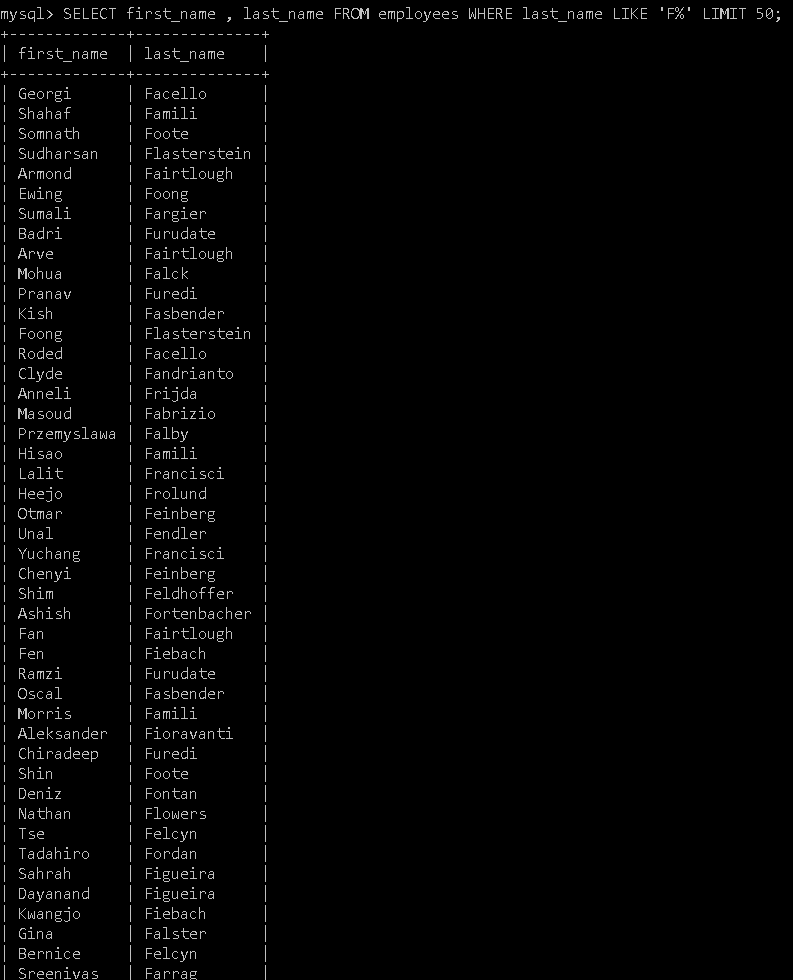 mysql> SELECT first_name , last_name FROM employees WHERE last_name LIKE 'F%' LIMIT 50;
+-------------+--------------+
| first_name  | last_name    |
+-------------+--------------+
| Georgi      | Facello      |
| Shahaf      | Famili       |
| Somnath     | Foote        |
| Sudharsan   | Flasterstein |
| Armond      | Fairtlough   |
| Ewing       | Foong        |
| Sumali      | Fargier      |
| Badri       | Furudate     |
| Arve        | Fairtlough   |
| Mohua       | Falck        |
| Pranav      | Furedi       |
| Kish        | Fasbender    |
| Foong       | Flasterstein |
| Roded       | Facello      |
| Clyde       | Fandrianto   |
| Anneli      | Frijda       |
| Masoud      | Fabrizio     |
| Przemyslawa | Falby        |
| Hisao       | Famili       |
| Lalit       | Francisci    |
| Heejo       | Frolund      |
| Otmar       | Feinberg     |
| Unal        | Fendler      |
| Yuchang     | Francisci    |
| Chenyi      | Feinberg     |
| Shim        | Feldhoffer   |
| Ashish      | Fortenbacher |
| Fan         | Fairtlough   |
| Fen         | Fiebach      |
| Ramzi       | Furudate     |
| Oscal       | Fasbender    |
| Morris      | Famili       |
| Aleksander  | Fioravanti   |
| Chiradeep   | Furedi       |
| Shin        | Foote        |
| Deniz       | Fontan       |
| Nathan      | Flowers      |
| Tse         | Felcyn       |
| Tadahiro    | Fordan       |
| Sahrah      | Figueira     |
| Dayanand    | Figueira     |
| Kwangjo     | Fiebach      |
| Gina        | Falster      |
| Bernice     | Felcyn       |
| Sreenivas   | Farrag       |